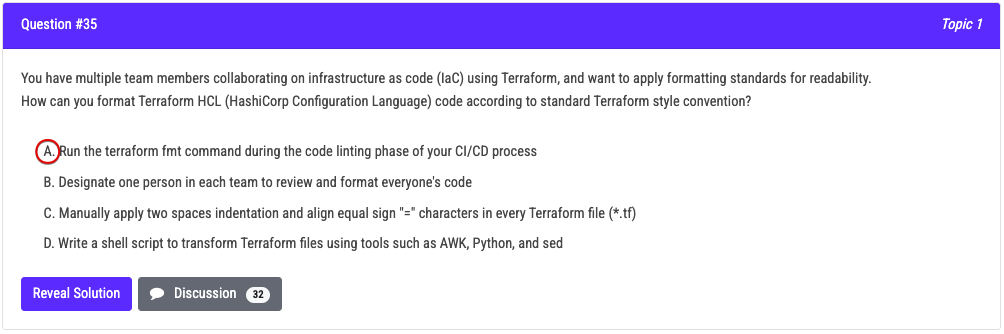 Question #35
Topic 1
You have multiple team members collaborating on infrastructure as code (IaC) using Terraform, and want to apply formatting standards for readability.
How can you format Terraform HCL (HashiCorp Configuration Language) code according to standard Terraform style convention?
A. Run the terraform fmt command during the code linting phase of your CI/CD process
B. Designate one person in each team to review and format everyone's code
C. Manually apply two spaces indentation and align equal sign "=" characters in every Terraform file (*.tf)
D. Write a shell script to transform Terraform files using tools such as AWK, Python, and sed
Reveal Solution
Discussion 32